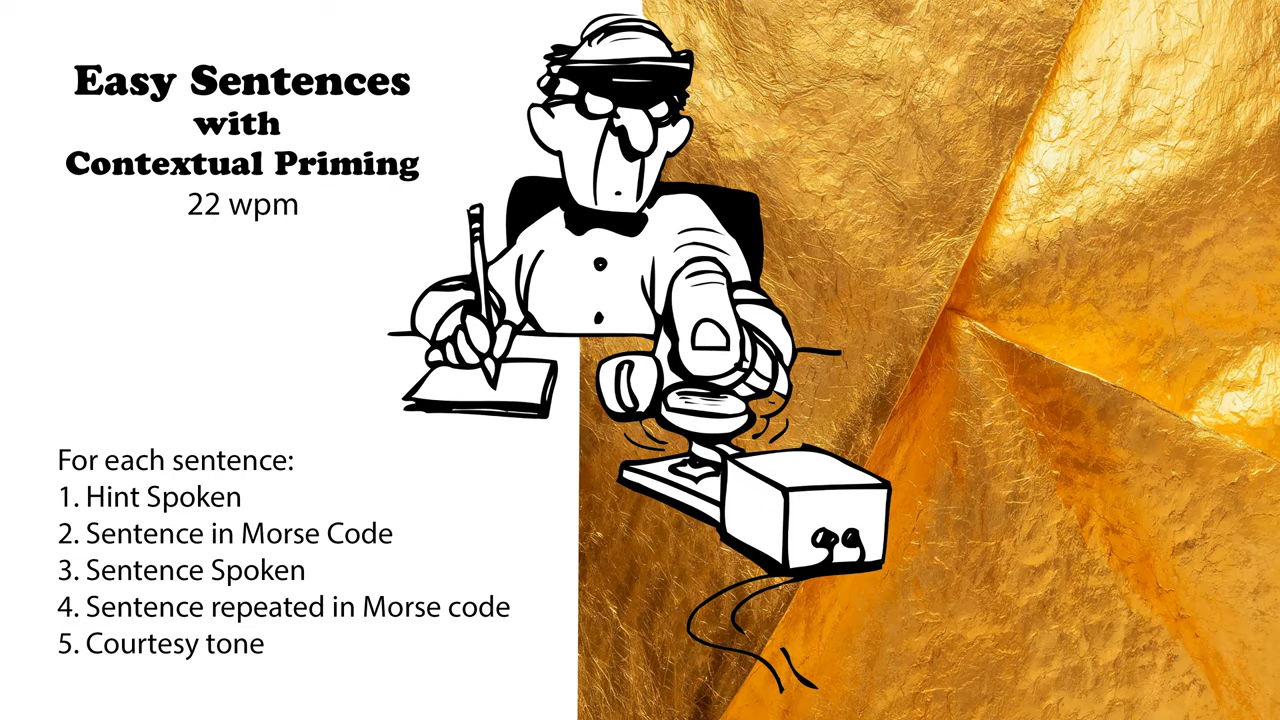 Easy Sentences
with
Contextual Priming
22 wpm
For each sentence:
1. Hint Spoken
2. Sentence in Morse Code
3. Sentence Spoken
4. Sentence repeated in Morse code
5. Courtesy tone